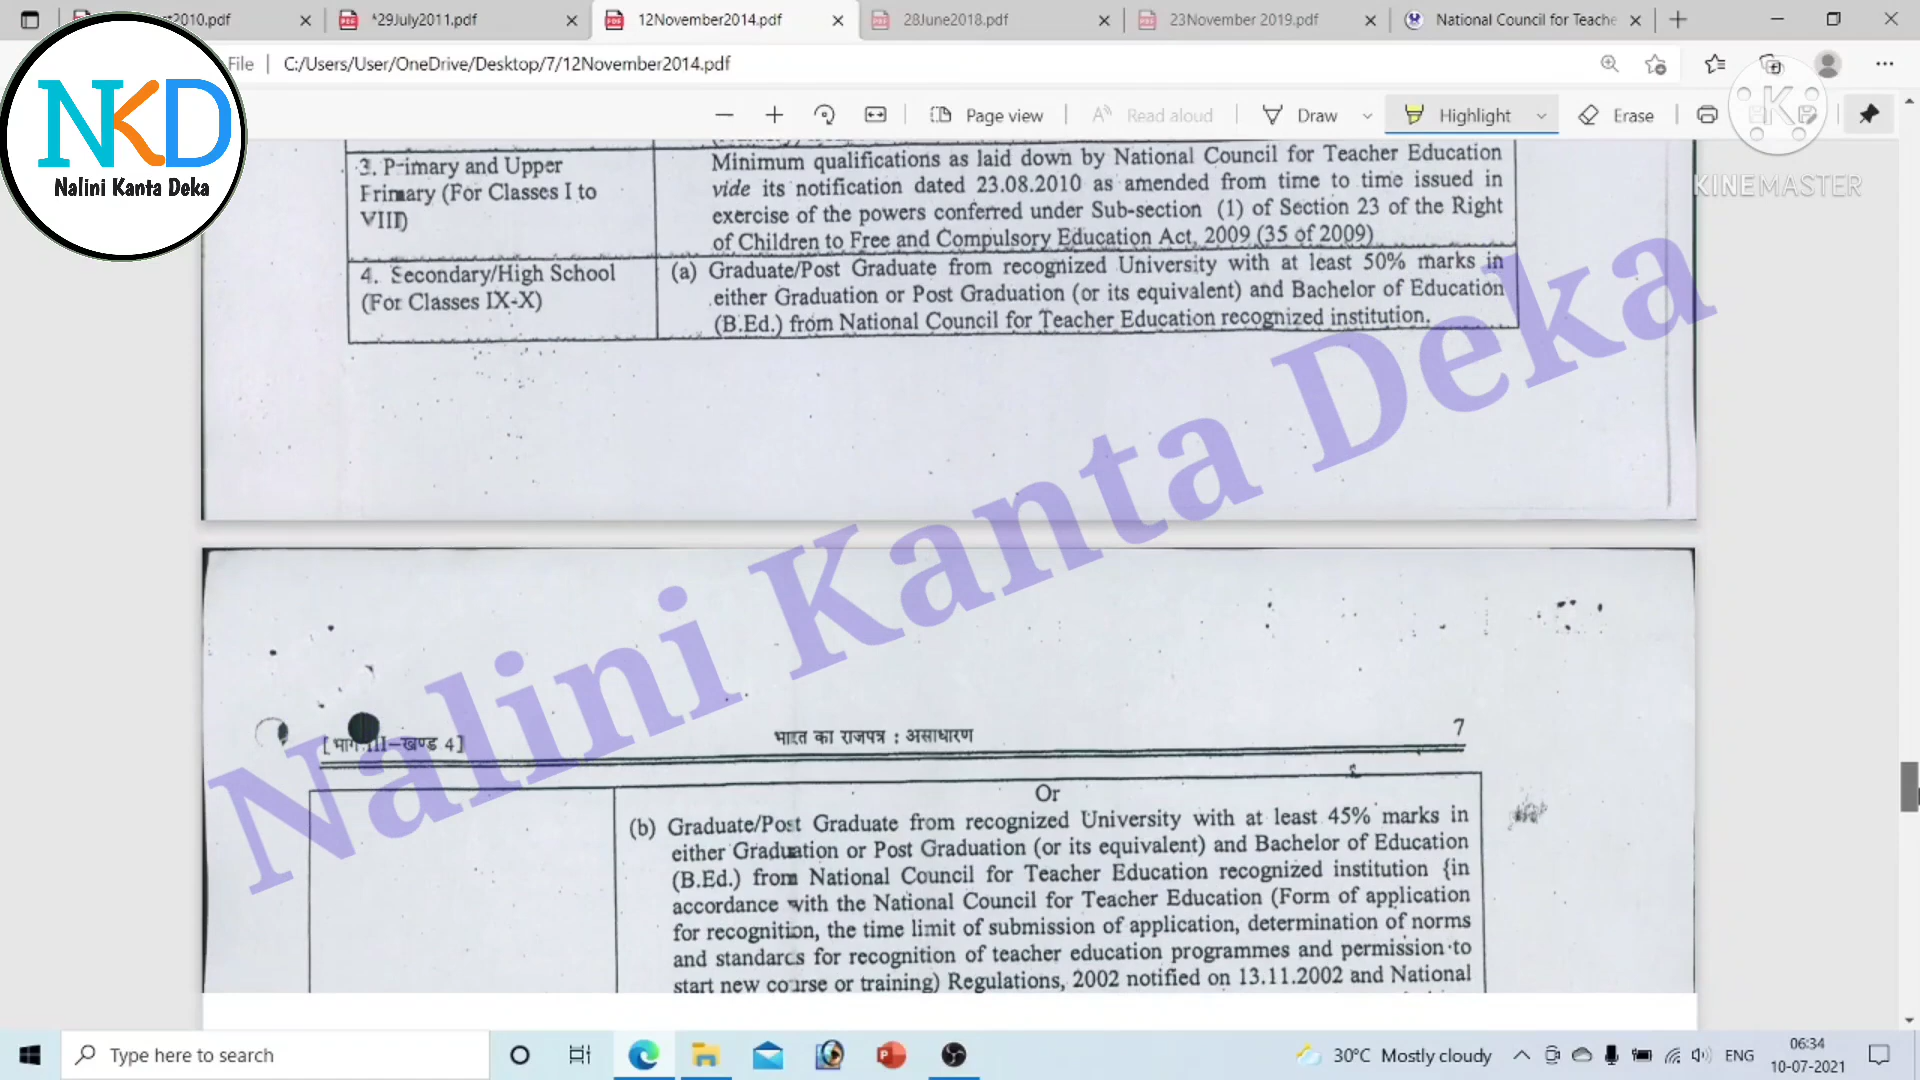 2010.pdf
*29July2011.pdf
12November2014.pdf
28June2018.pdf
23November 2019.pdf
National Council for Teache
File
C:/Users/User/OneDrive/Desktop/7/12November2014.pdf
Page view
Read aloud
Draw
Highlight
Erase
NKD
Nalini Kanta Deka
K
KINEMASTER
3. Primary and Upper
Primary (For Classes I to
VIII)
Minimum qualifications as laid down by National Council for Teacher Education
vide its notification dated 23.08.2010 as amended from time to time issued in
exercise of the powers conferred under Sub-section (1) of Section 23 of the Right
of Children to Free and Compulsory Education Act, 2009 (35 of 2009)
4. Secondary/High School
(For Classes IX-X)
(a) Graduate/Post Graduate from recognized University with at least 50% marks in
either Graduation or Post Graduation (or its equivalent) and Bachelor of Education
(B.Ed.) from National Council for Teacher Education recognized institution.
Nalini Kanta Deka
[भाग III—खण्ड 4]
भारत का राजपत्र : असाधारण
7
Or
(b) Graduate/Post Graduate from recognized University with at least 45% marks in
either Graduation or Post Graduation (or its equivalent) and Bachelor of Education
(B.Ed.) from National Council for Teacher Education recognized institution {in
accordance with the National Council for Teacher Education (Form of application
for recognition, the time limit of submission of application, determination of norms
and standards for recognition of teacher education programmes and permission to
start new course or training) Regulations, 2002 notified on 13.11.2002 and National
Type here to search
30°C Mostly cloudy
ENG
06:34
10-07-2021